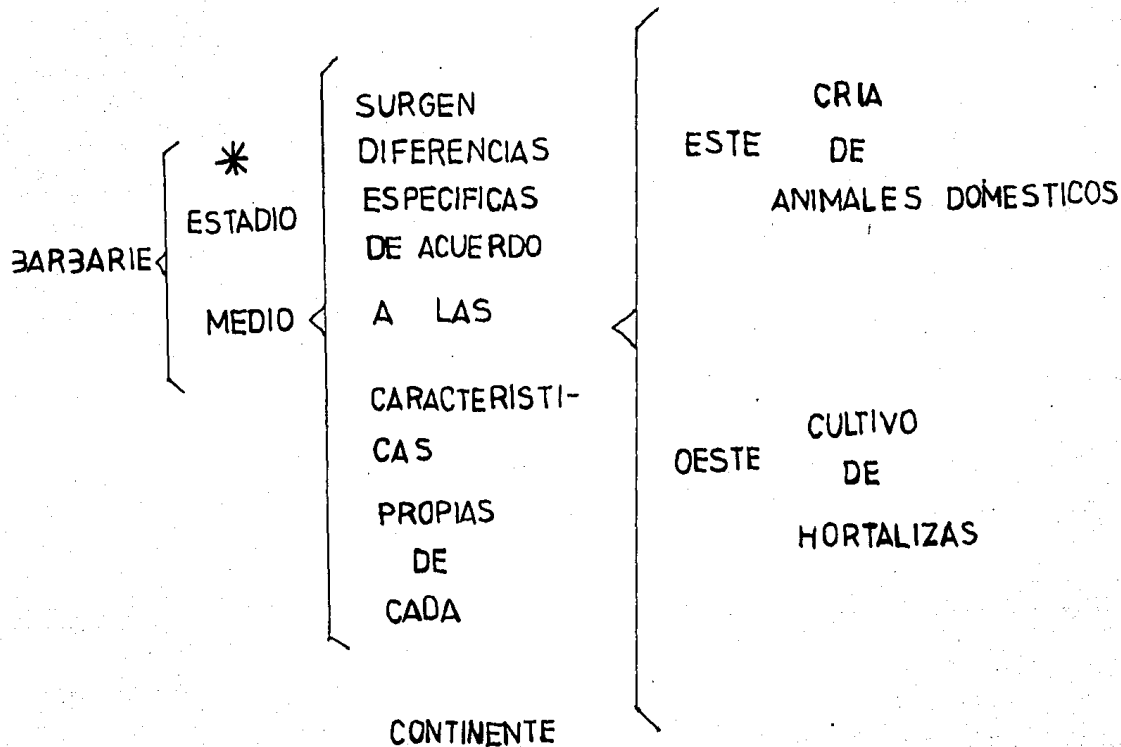 BARBARIE
*
ESTADIO
MEDIO
SURGEN
DIFERENCIAS
ESPECIFICAS
DE ACUERDO
A LAS
CARACTERISTI-
CAS
PROPIAS
DE
CADA
CONTINENTE
ESTE
CRIA
DE
ANIMALES DOMESTICOS
OESTE
CULTIVO
DE
HORTALIZAS